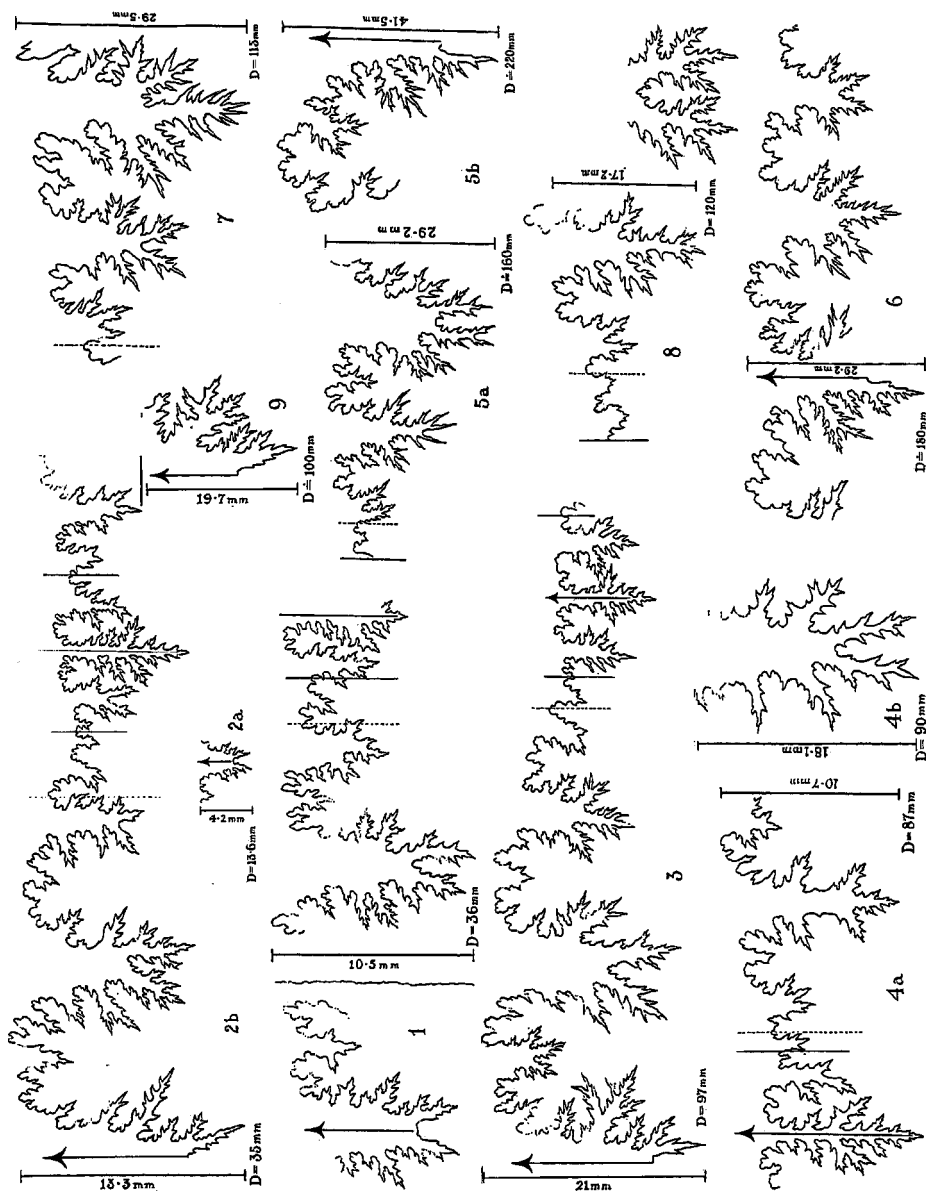 29.5mm
D=113mm
7
41.5mm
D≐220mm
5b
19.7mm
D≐100mm
9
29.2mm
D≐160mm
5a
17.2mm
D=120mm
8
6
29.2mm
D≐180mm
2a
4.2mm
D=13.6mm
2b
D=35mm
13.3mm
D=36mm
10.5mm
1
3
D=97mm
21mm
4b
18.1mm
D=90mm
10.7mm
D=87mm
4a